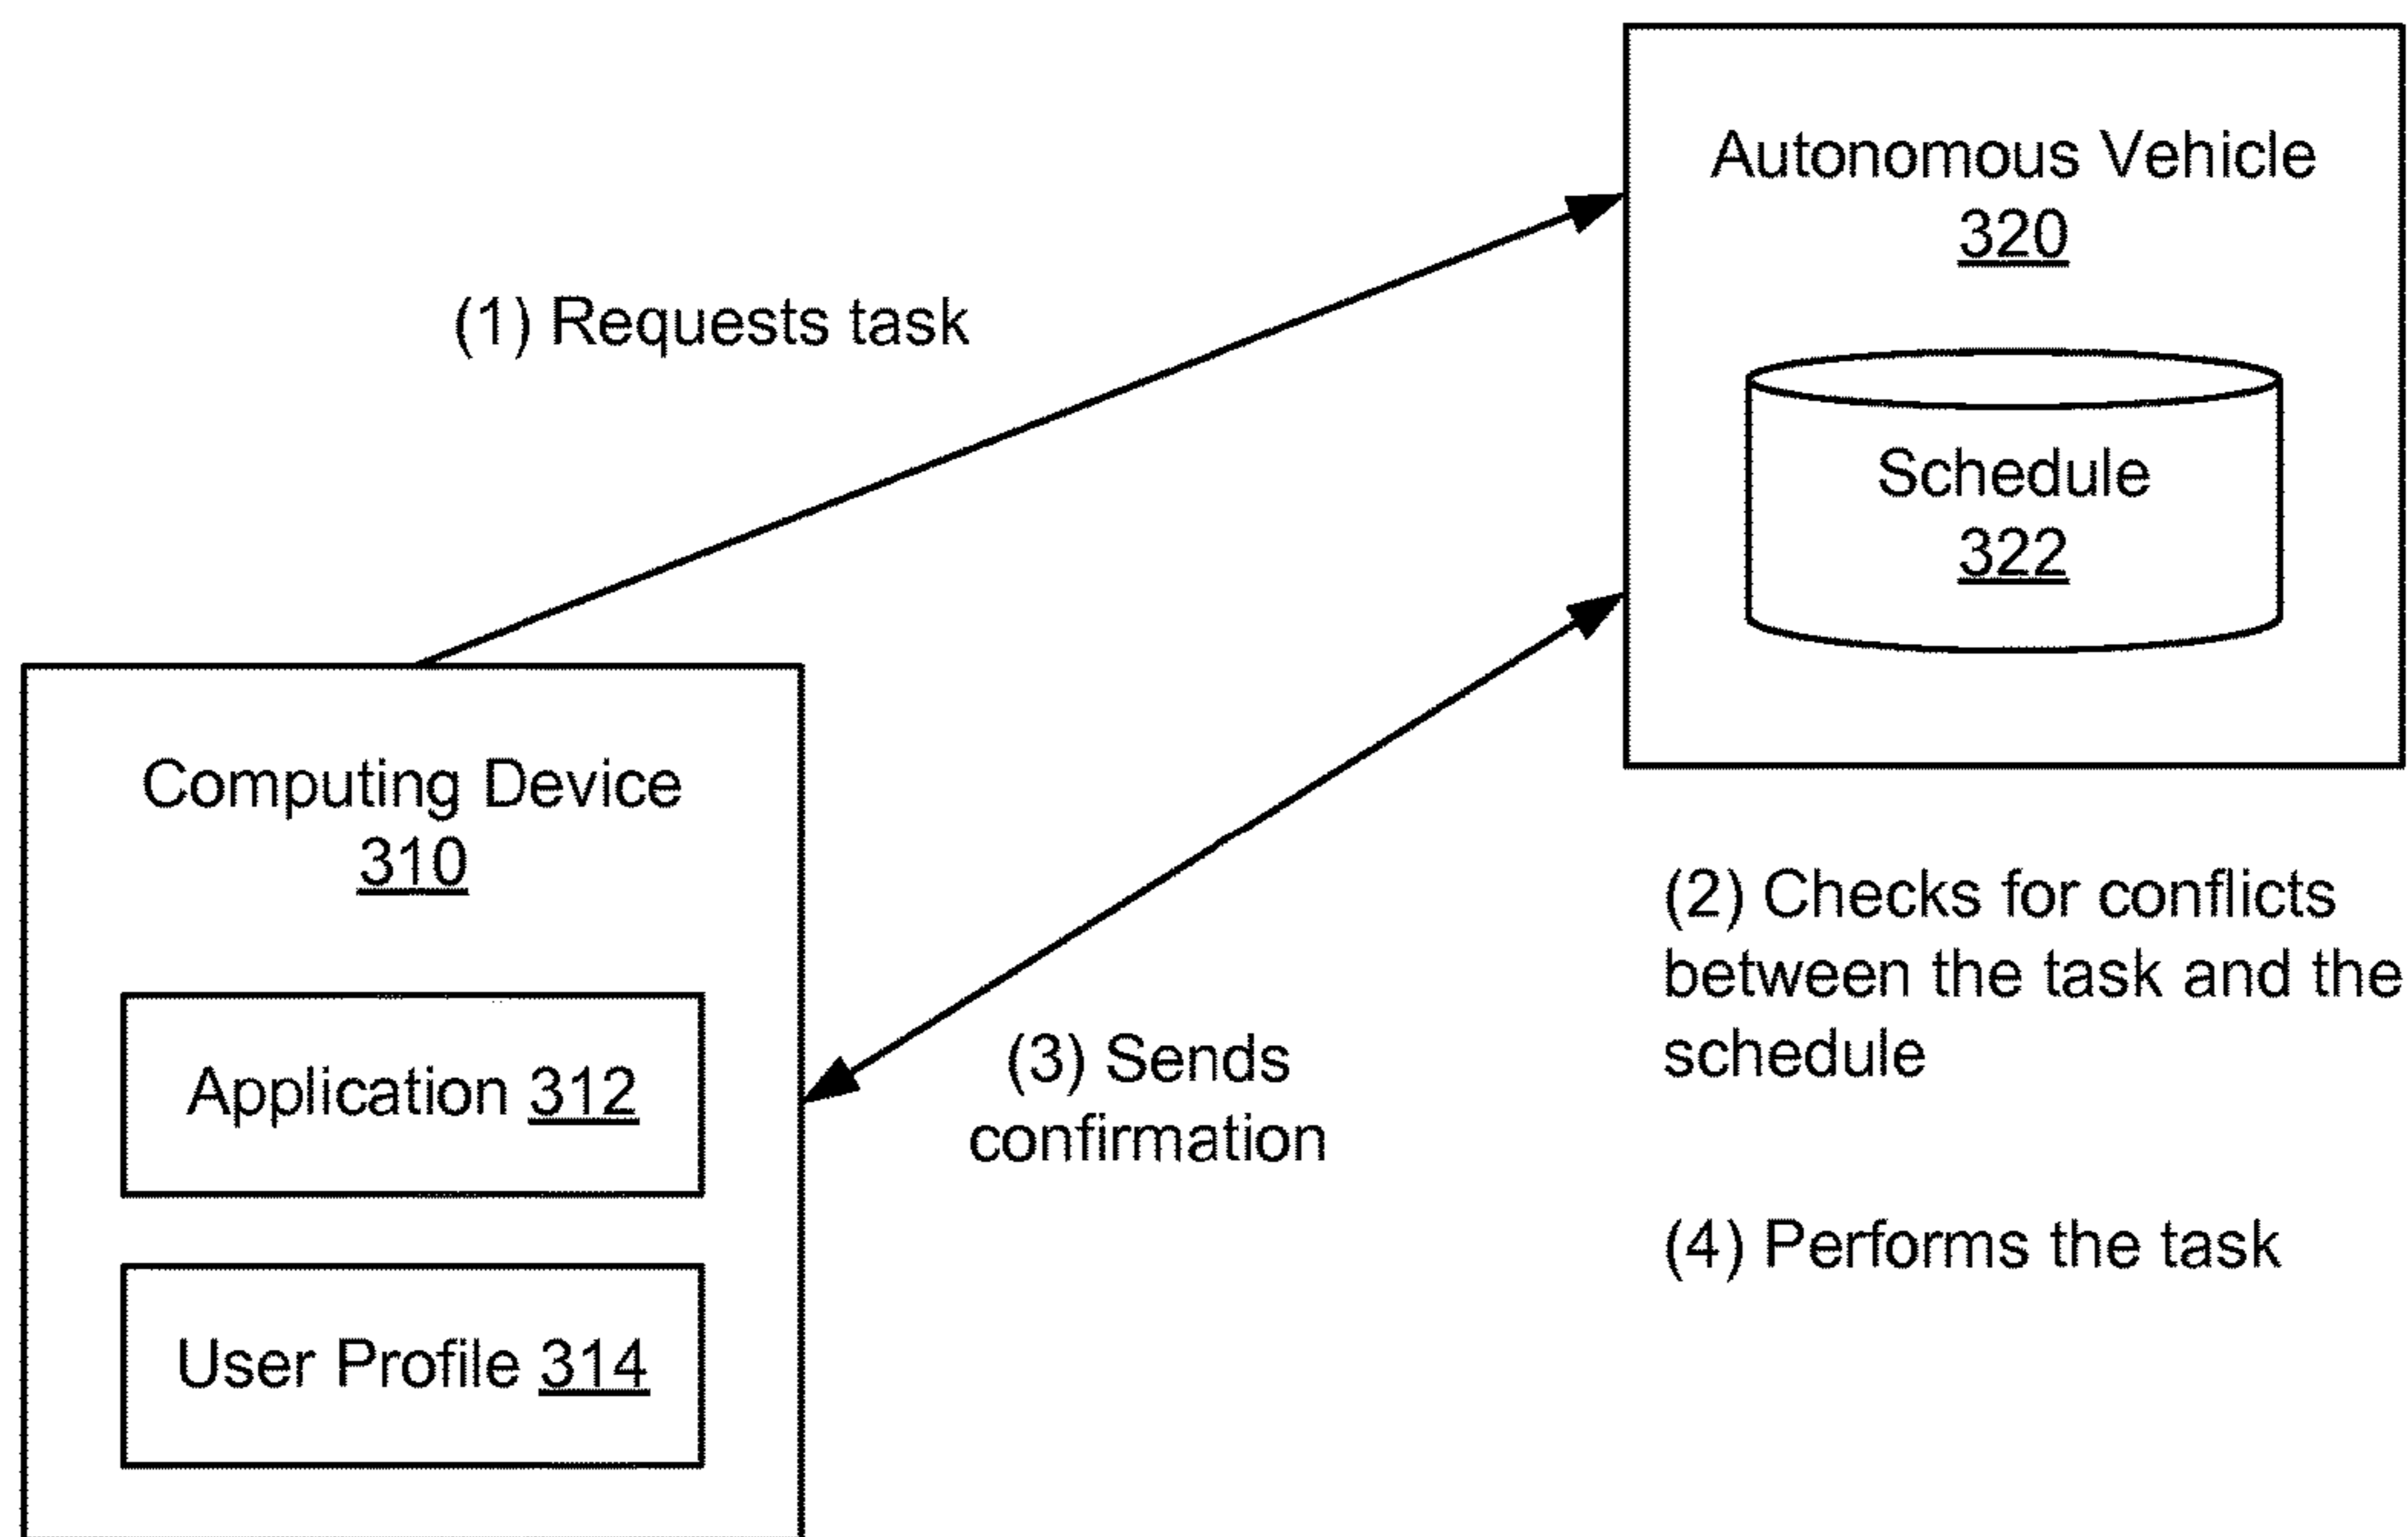 Autonomous Vehicle
320
Schedule
322
(1) Requests task
Computing Device
310
Application 312
User Profile 314
(2) Checks for conflicts
between the task and the
schedule
(3) Sends
confirmation
(4) Performs the task